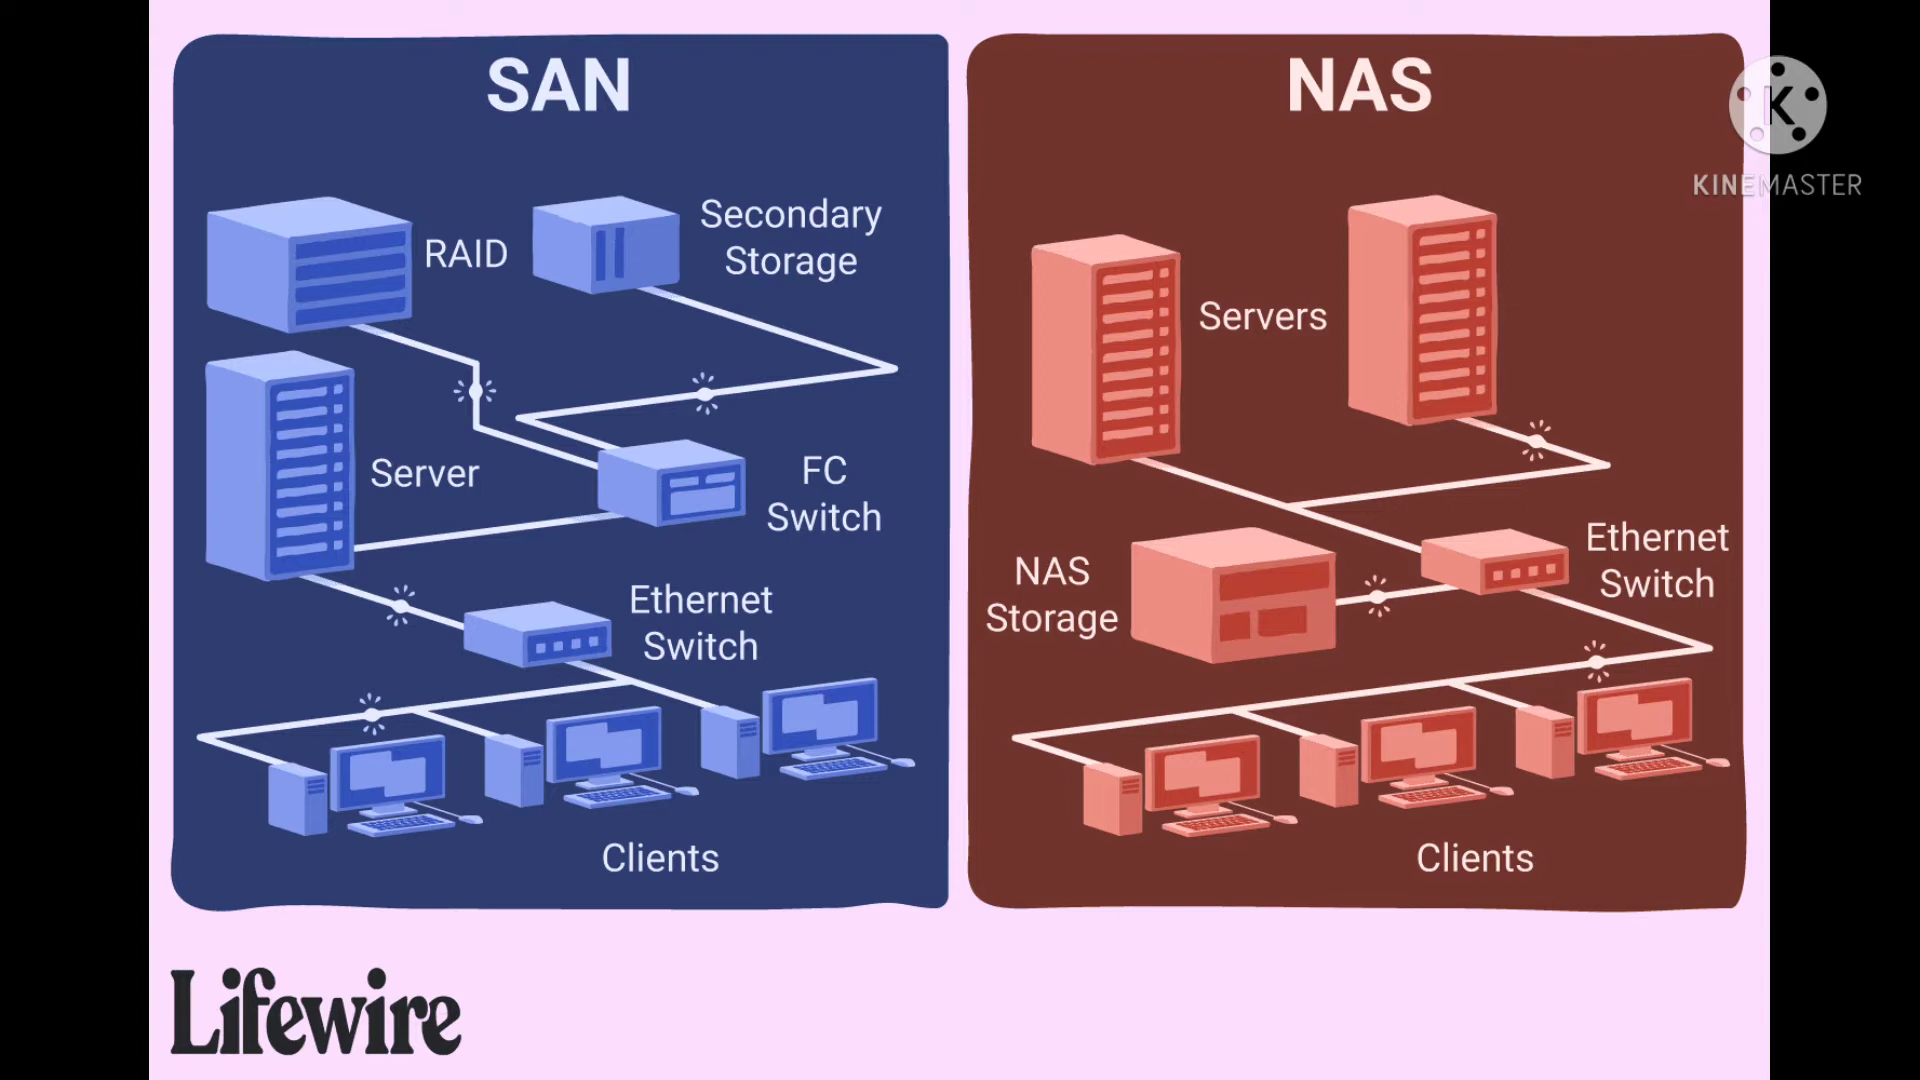 SAN
RAID
Secondary
Storage
Server
FC
Switch
Ethernet
Switch
Clients
NAS
KINEMASTER
Servers
Ethernet
Switch
NAS
Storage
Clients
Lifewire